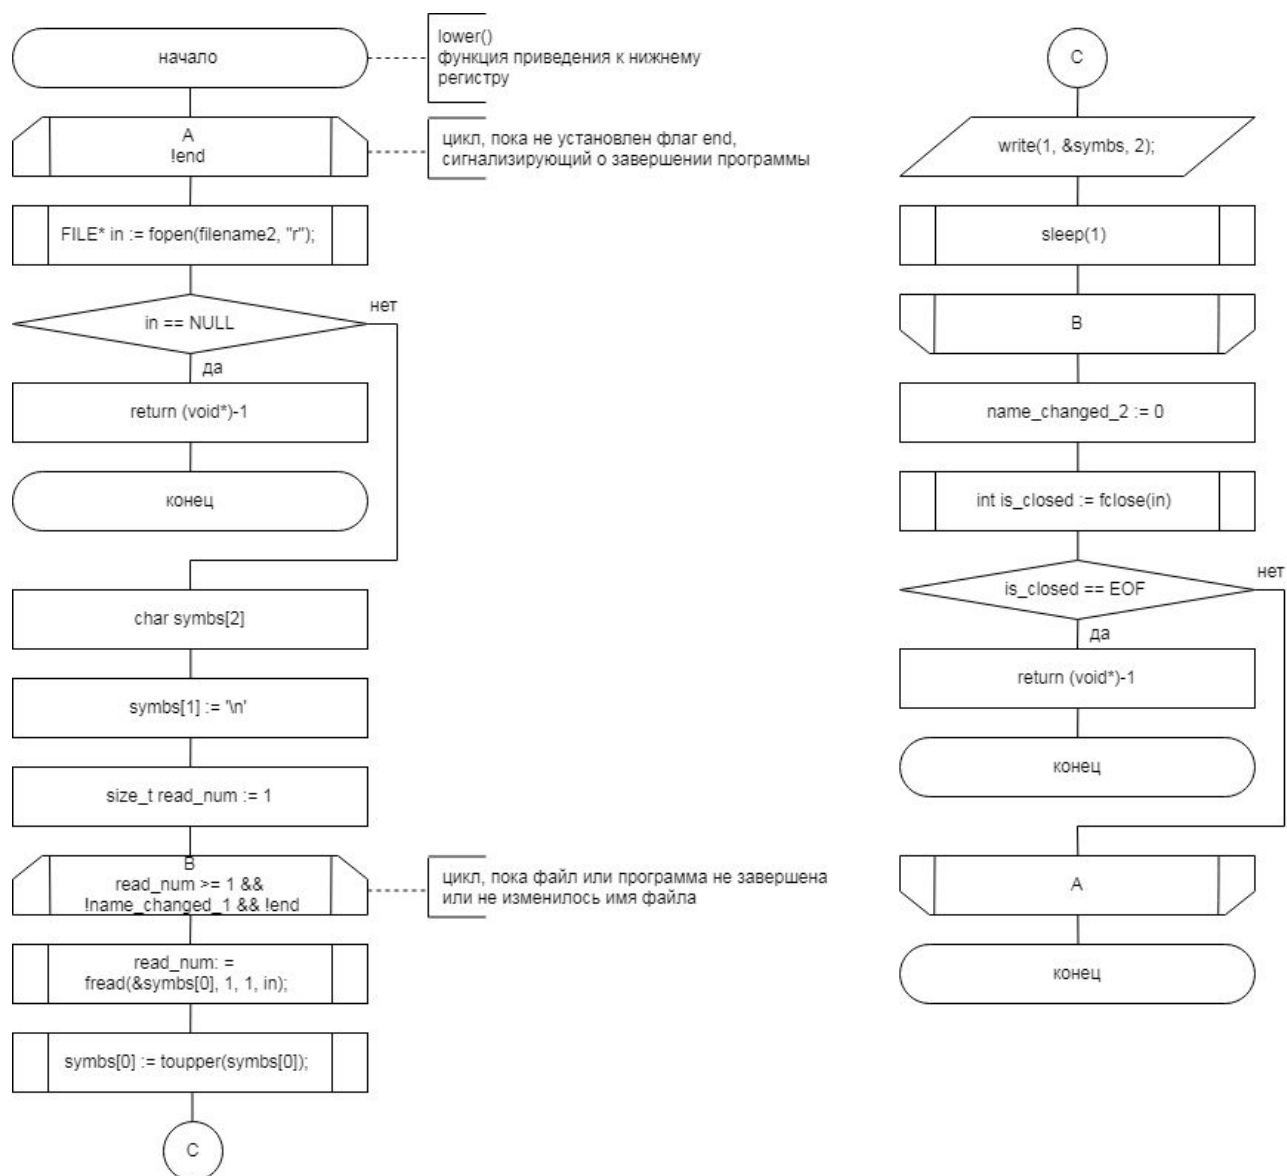 начало
lower()
функция приведения к нижнему
регистру
A
!end
цикл, пока не установлен флаг end,
сигнализирующий о завершении программы
FILE* in := fopen(filename2, "r");
in == NULL
нет
да
return (void*)-1
конец
char symbs[2]
symbs[1] := '\n'
size_t read_num := 1
B
read_num >= 1 &&
!name_changed_1 && !end
цикл, пока файл или программа не завершена
или не изменилось имя файла
read_num: =
fread(&symbs[0], 1, 1, in);
symbs[0] := toupper(symbs[0]);
C
C
write(1, &symbs, 2);
sleep(1)
B
name_changed_2 := 0
int is_closed := fclose(in)
is_closed == EOF
нет
да
return (void*)-1
конец
A
конец